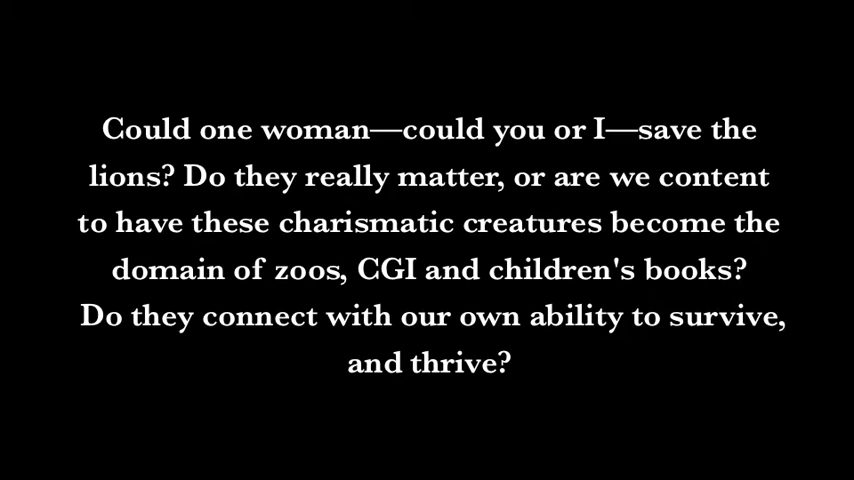 Could one woman—could you or I—save the
lions? Do they really matter, or are we content
to have these charismatic creatures become the
domain of zoos, CGI and children's books?
Do they connect with our own ability to survive,
and thrive?